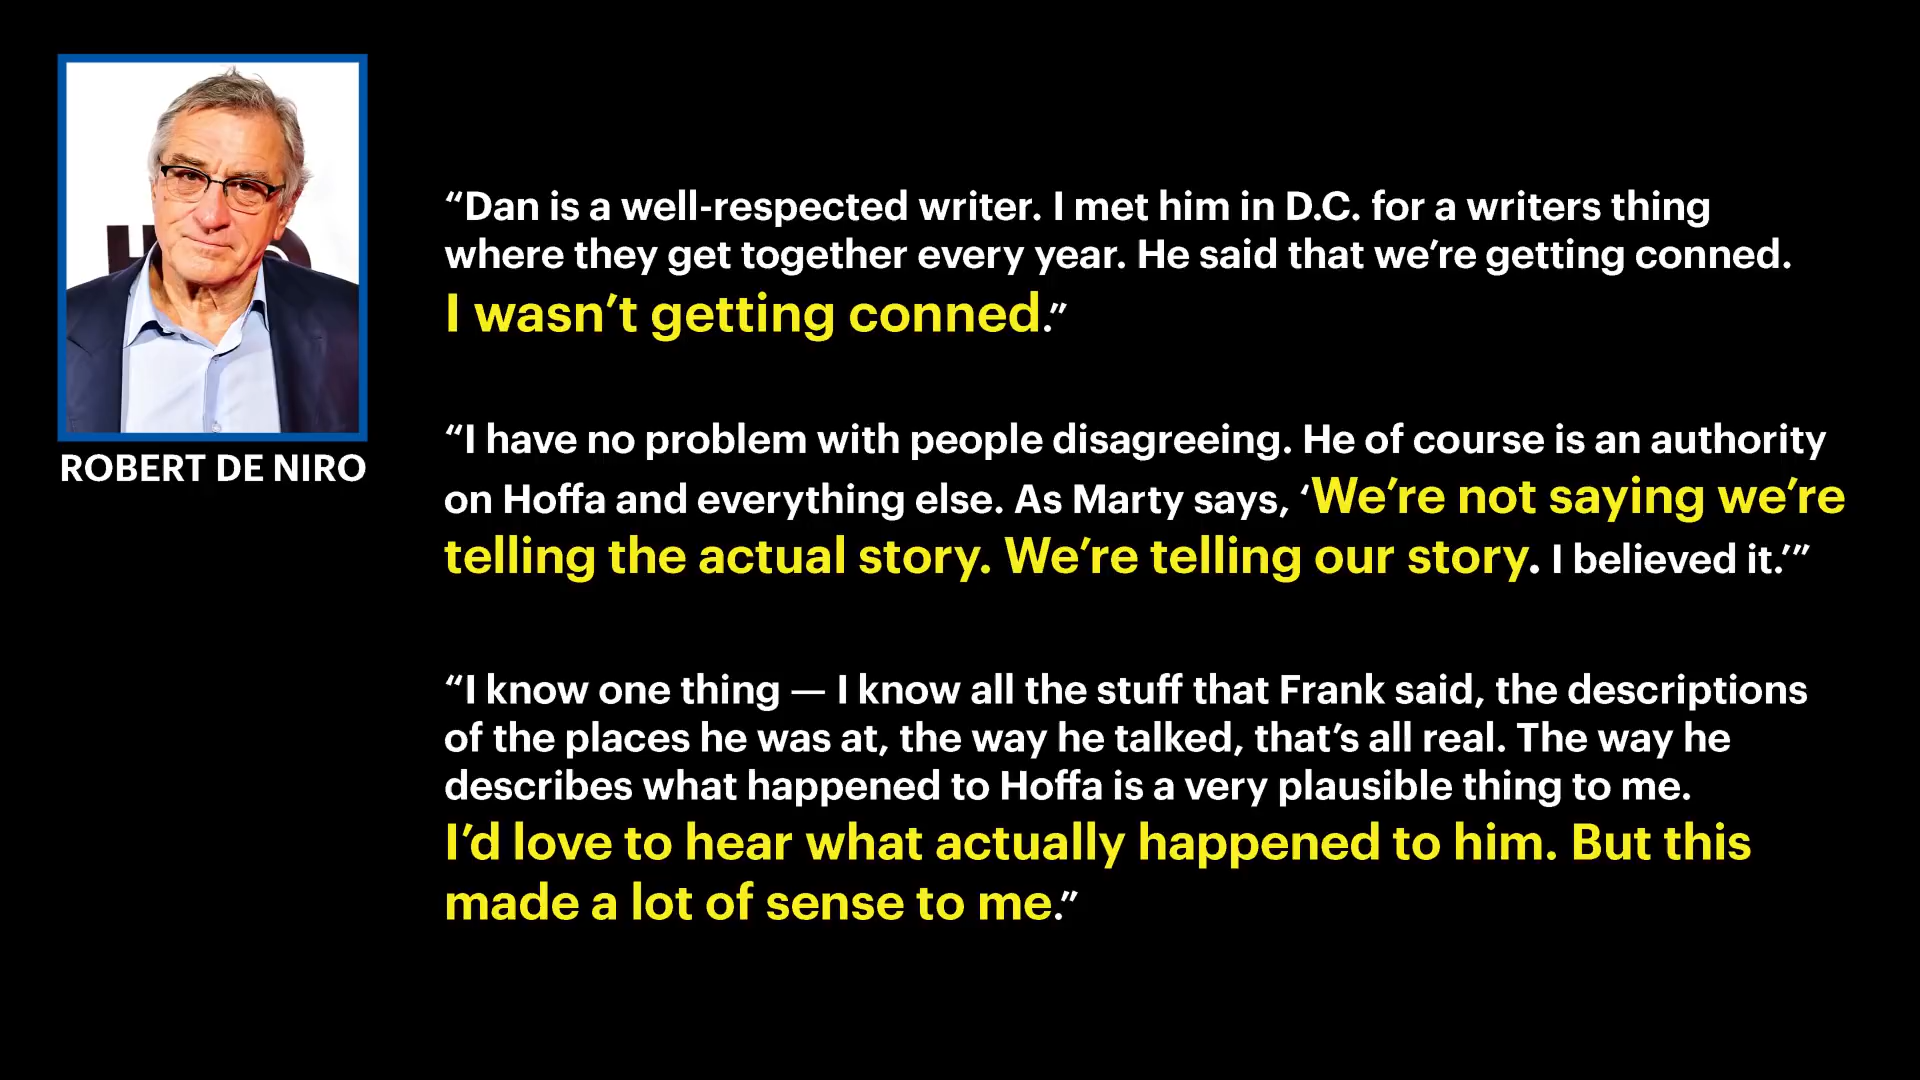 ROBERT DE NIRO
“Dan is a well-respected writer. I met him in D.C. for a writers thing
where they get together every year. He said that we’re getting conned.
I wasn’t getting conned.”
“I have no problem with people disagreeing. He of course is an authority
on Hoffa and everything else. As Marty says, ‘We’re not saying we’re
telling the actual story. We’re telling our story. I believed it.’”
“I know one thing — I know all the stuff that Frank said, the descriptions
of the places he was at, the way he talked, that’s all real. The way he
describes what happened to Hoffa is a very plausible thing to me.
I’d love to hear what actually happened to him. But this
made a lot of sense to me.”